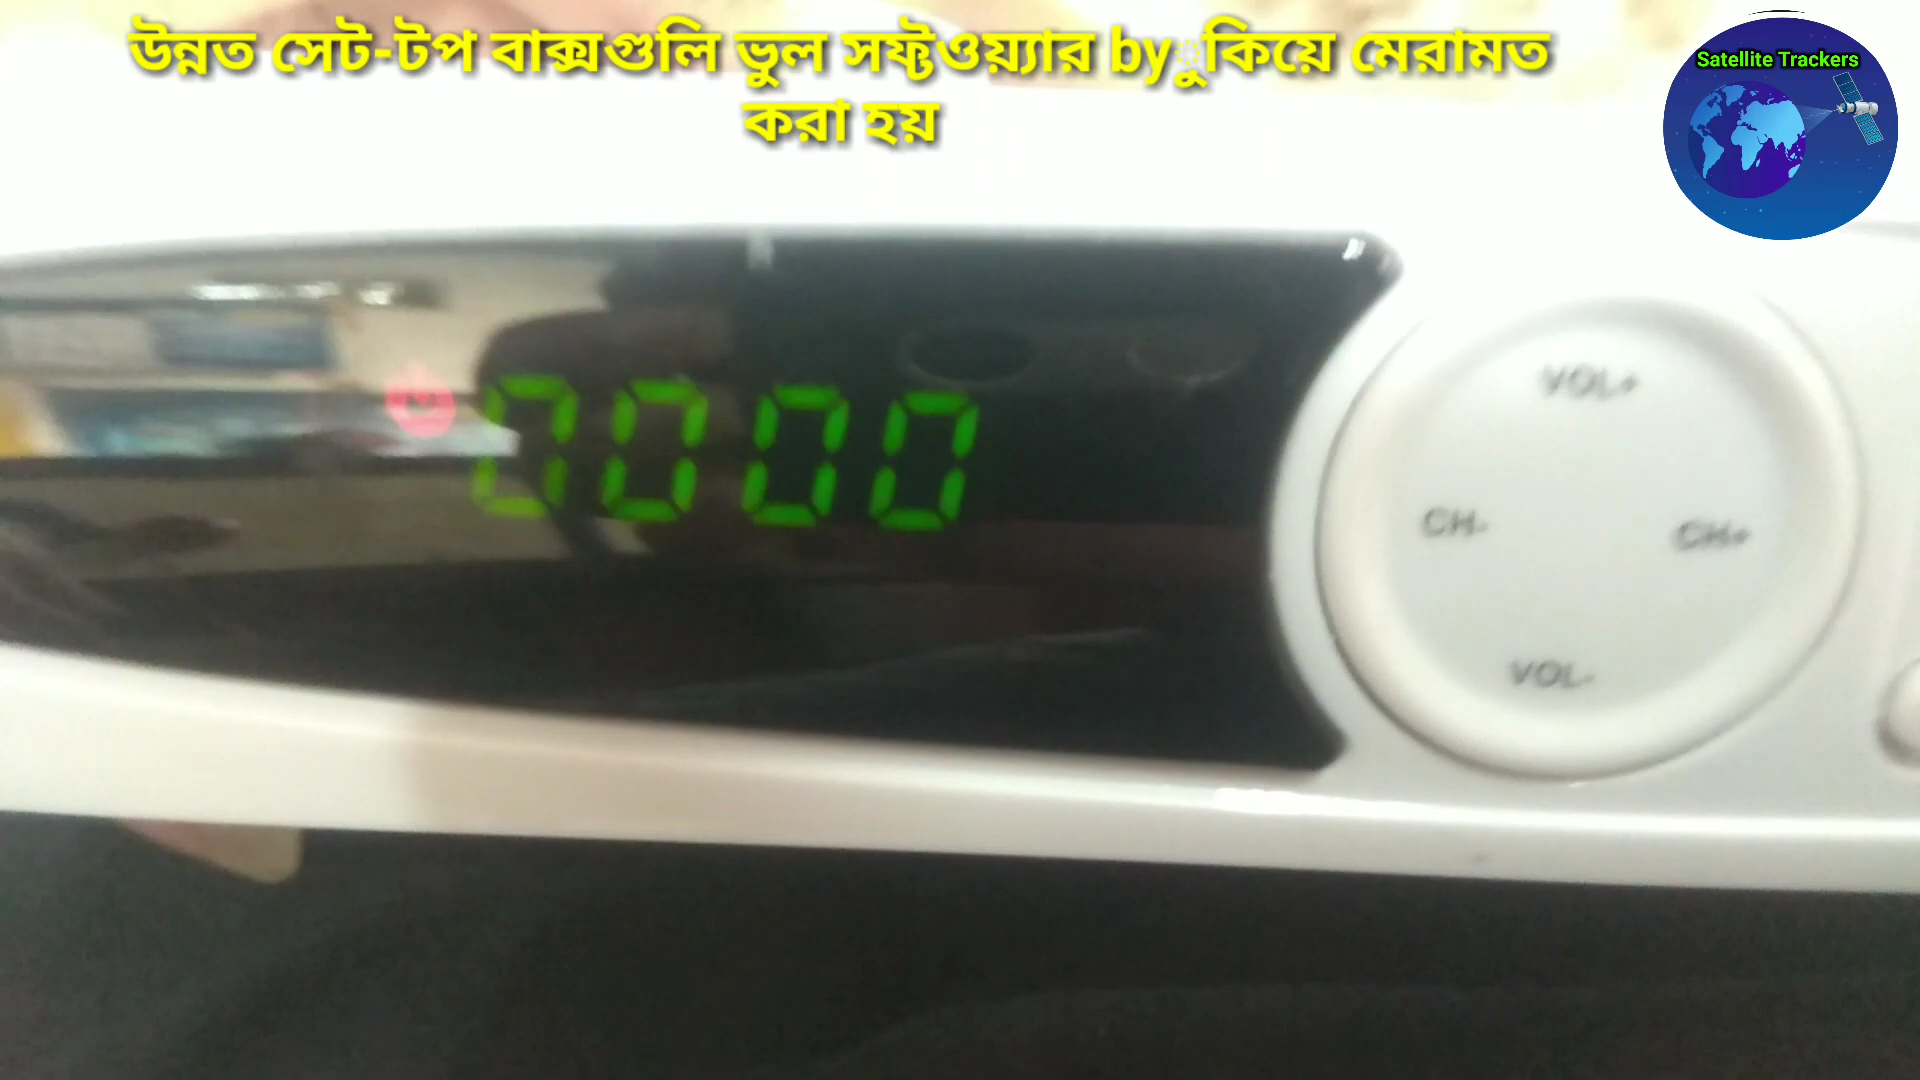 উন্নত সেট-টপ বাক্সগুলি ভুল সফ্টওয়্যার byুকিয়ে মেরামত
করা হয়
Satellite Trackers
0000
VOL+
CH-
CH+
VOL-